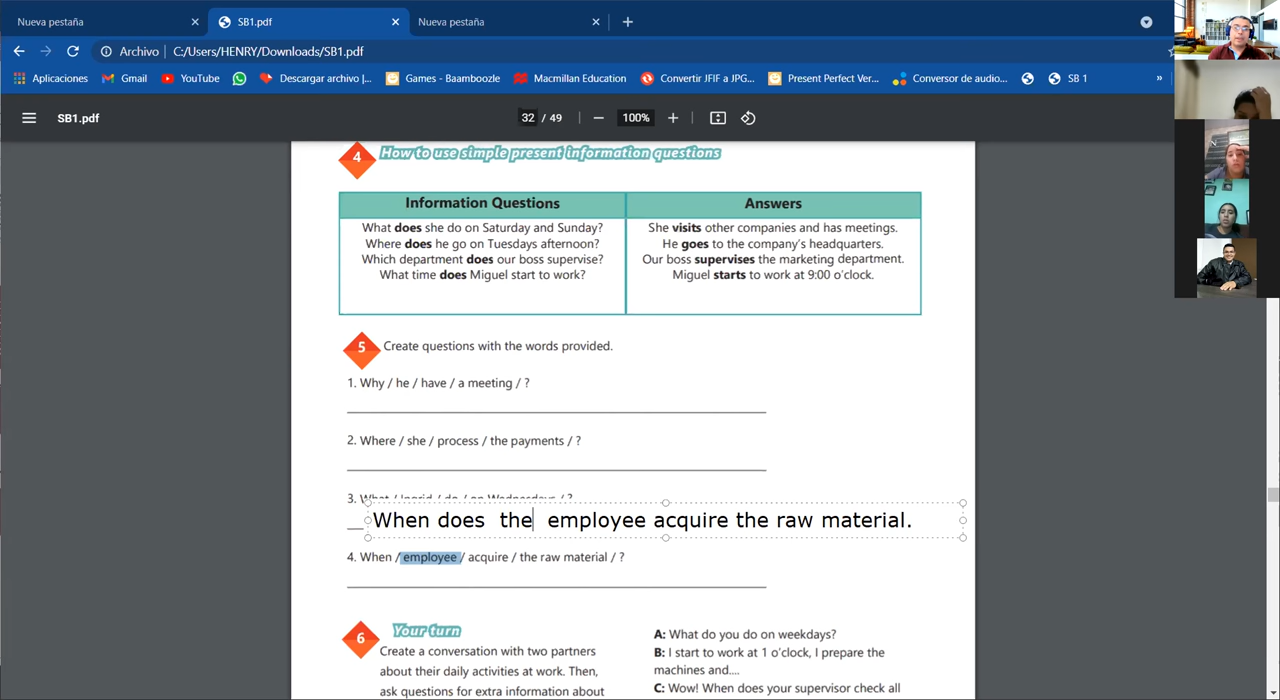 Nueva pestaña
SB1.pdf
Nueva pestaña
Archivo C:/Users/HENRY/Downloads/SB1.pdf
Aplicaciones Gmail YouTube Descargar archivo |... Games - Baamboozle Macmillan Education Convertir JFIF a JPG... Present Perfect Ver... Conversor de audio... SB 1 »
SB1.pdf 32 / 49 100%
4 How to use simple present information questions
Information Questions Answers
What does she do on Saturday and Sunday? She visits other companies and has meetings.
Where does he go on Tuesdays afternoon? He goes to the company's headquarters.
Which department does our boss supervise? Our boss supervises the marketing department.
What time does Miguel start to work? Miguel starts to work at 9:00 o'clock.
5 Create questions with the words provided.
1. Why / he / have / a meeting / ?
2. Where / she / process / the payments / ?
3. What / Ingrid / do / on Wednesdays / ?
When does the employee acquire the raw material.
4. When / employee / acquire / the raw material / ?
6 Your turn
Create a conversation with two partners
about their daily activities at work. Then,
ask questions for extra information about
A: What do you do on weekdays?
B: I start to work at 1 o'clock, I prepare the
machines and....
C: Wow! When does your supervisor check all